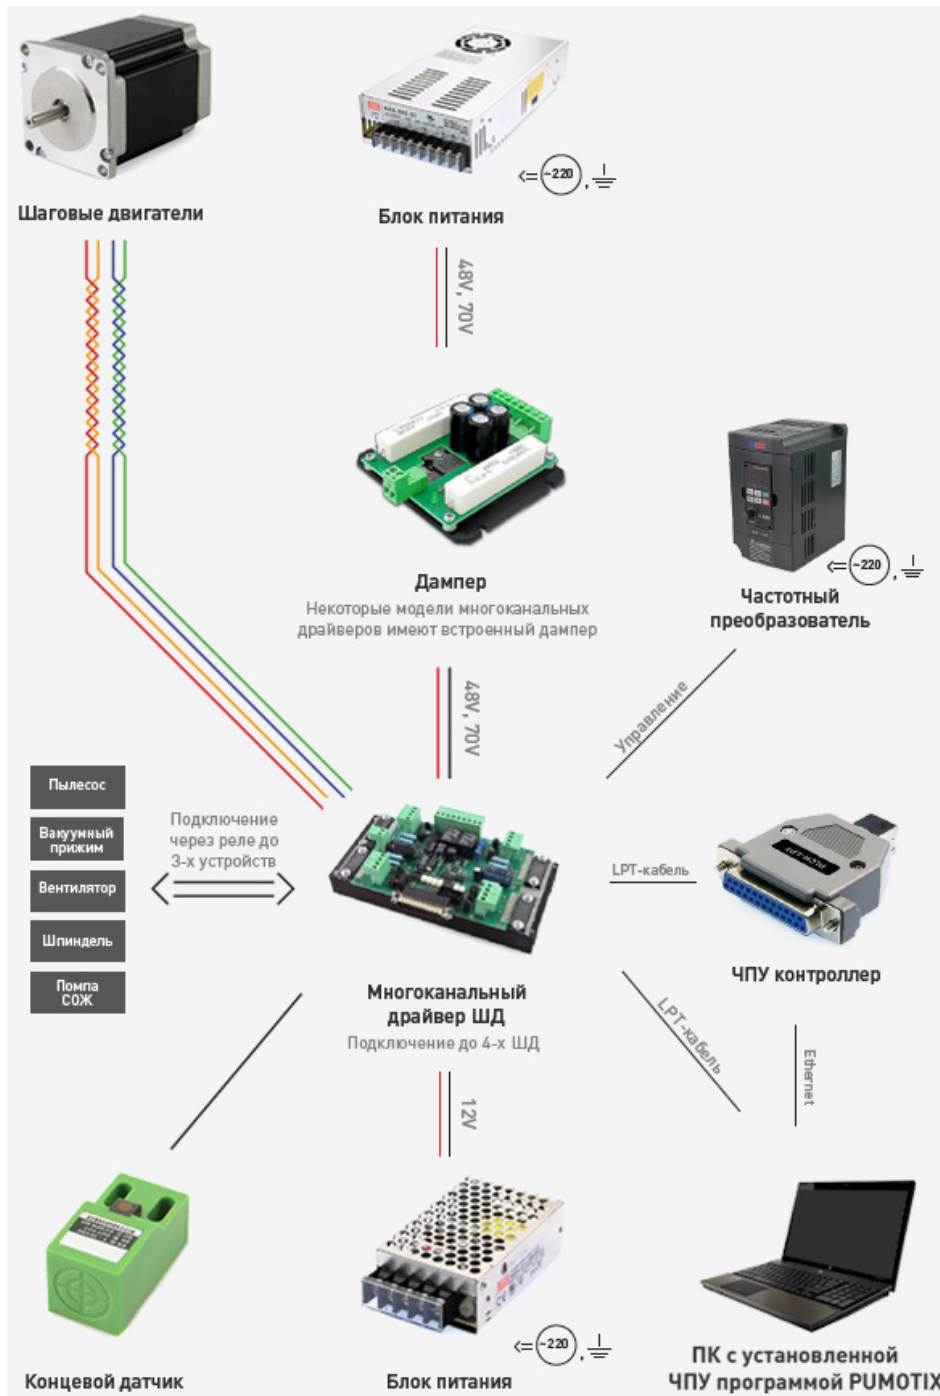 ~220
Шаговые двигатели
Блок питания
48V, 70V
Дампер
Некоторые модели многоканальных
драйверов имеют встроенный дампер
~220
Частотный
преобразователь
48V, 70V
Управление
Пылесос
Вакуумный
прижим
Вентилятор
Шпиндель
Помпа
СОЖ
Подключение
через реле до
3-х устройств
LPT-кабель
PLCM-LPT
ЧПУ контроллер
Многоканальный
драйвер ШД
Подключение до 4-х ШД
LPT-кабель
Ethernet
12V
~220
Концевой датчик
Блок питания
ПК с установленной
ЧПУ программой PUMOTIX